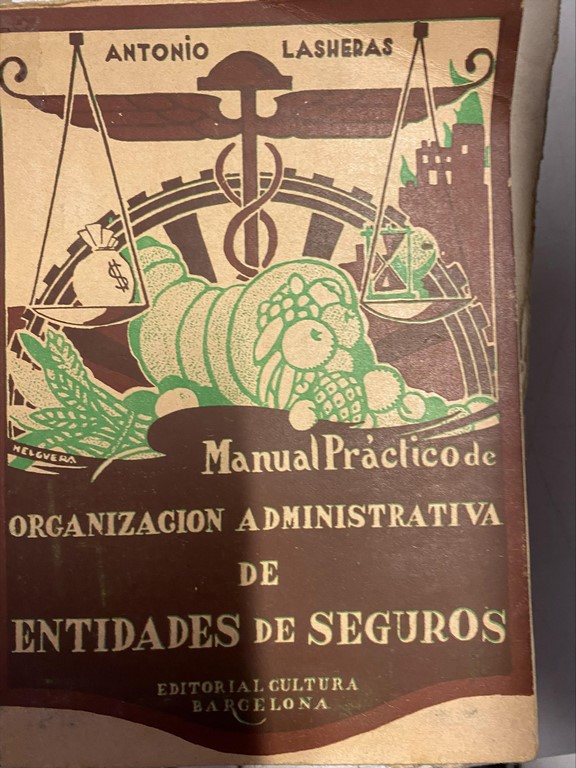 ANTONIO LASHERAS
$
HELGUERA
Manual Práctico de
ORGANIZACION ADMINISTRATIVA
DE
ENTIDADES DE SEGUROS
EDITORIAL CULTURA
BARCELONA